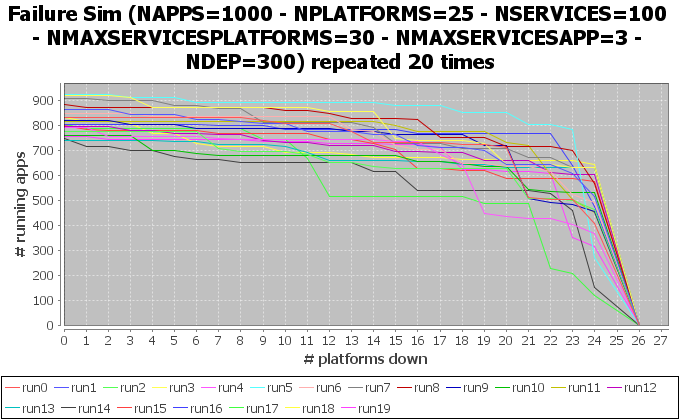 Failure Sim (NAPPS=1000 - NPLATFORMS=25 - NSERVICES=100
- NMAXSERVICESPLATFORMS=30 - NMAXSERVICESAPP=3 -
NDEP=300) repeated 20 times
# running apps
900
800
700
600
500
400
300
200
100
0
0 1 2 3 4 5 6 7 8 9 10 11 12 13 14 15 16 17 18 19 20 21 22 23 24 25 26 27
# platforms down
run0 run1 run2 run3 run4 run5 run6 run7 run8 run9 run10 run11 run12
run13 run14 run15 run16 run17 run18 run19